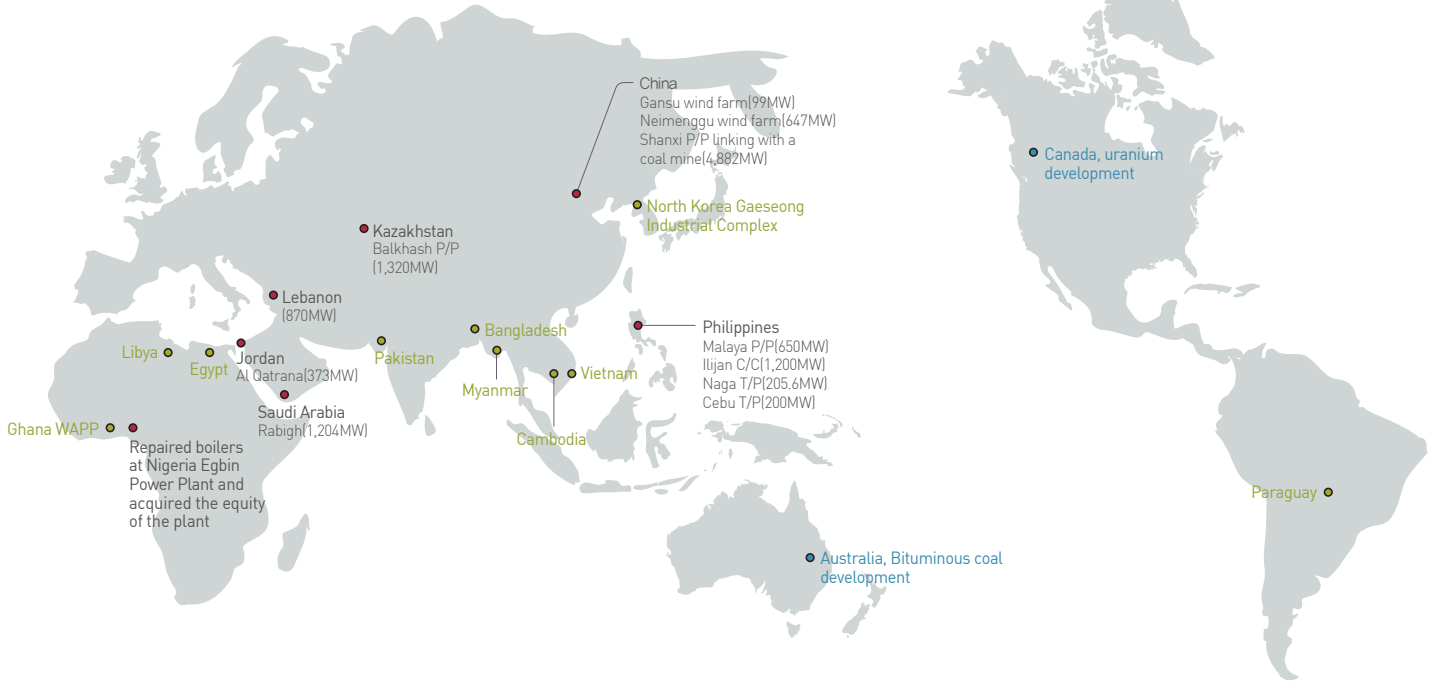 China
Gansu wind farm(99MW)
Neimenggu wind farm(647MW)
Shanxi P/P linking with a
coal mine(4,882MW)
Canada, uranium
development
North Korea Gaeseong
Industrial Complex
Kazakhstan
Balkhash P/P
(1,320MW)
Lebanon
(870MW)
Philippines
Malaya P/P(650MW)
Ilijan C/C(1,200MW)
Naga T/P(205.6MW)
Cebu T/P(200MW)
Bangladesh
Libya
Egypt
Jordan
Al Qatrana(373MW)
Pakistan
Myanmar
Vietnam
Saudi Arabia
Rabigh(1,204MW)
Ghana WAPP
Cambodia
Repaired boilers
at Nigeria Egbin
Power Plant and
acquired the equity
of the plant
Paraguay
Australia, Bituminous coal
development